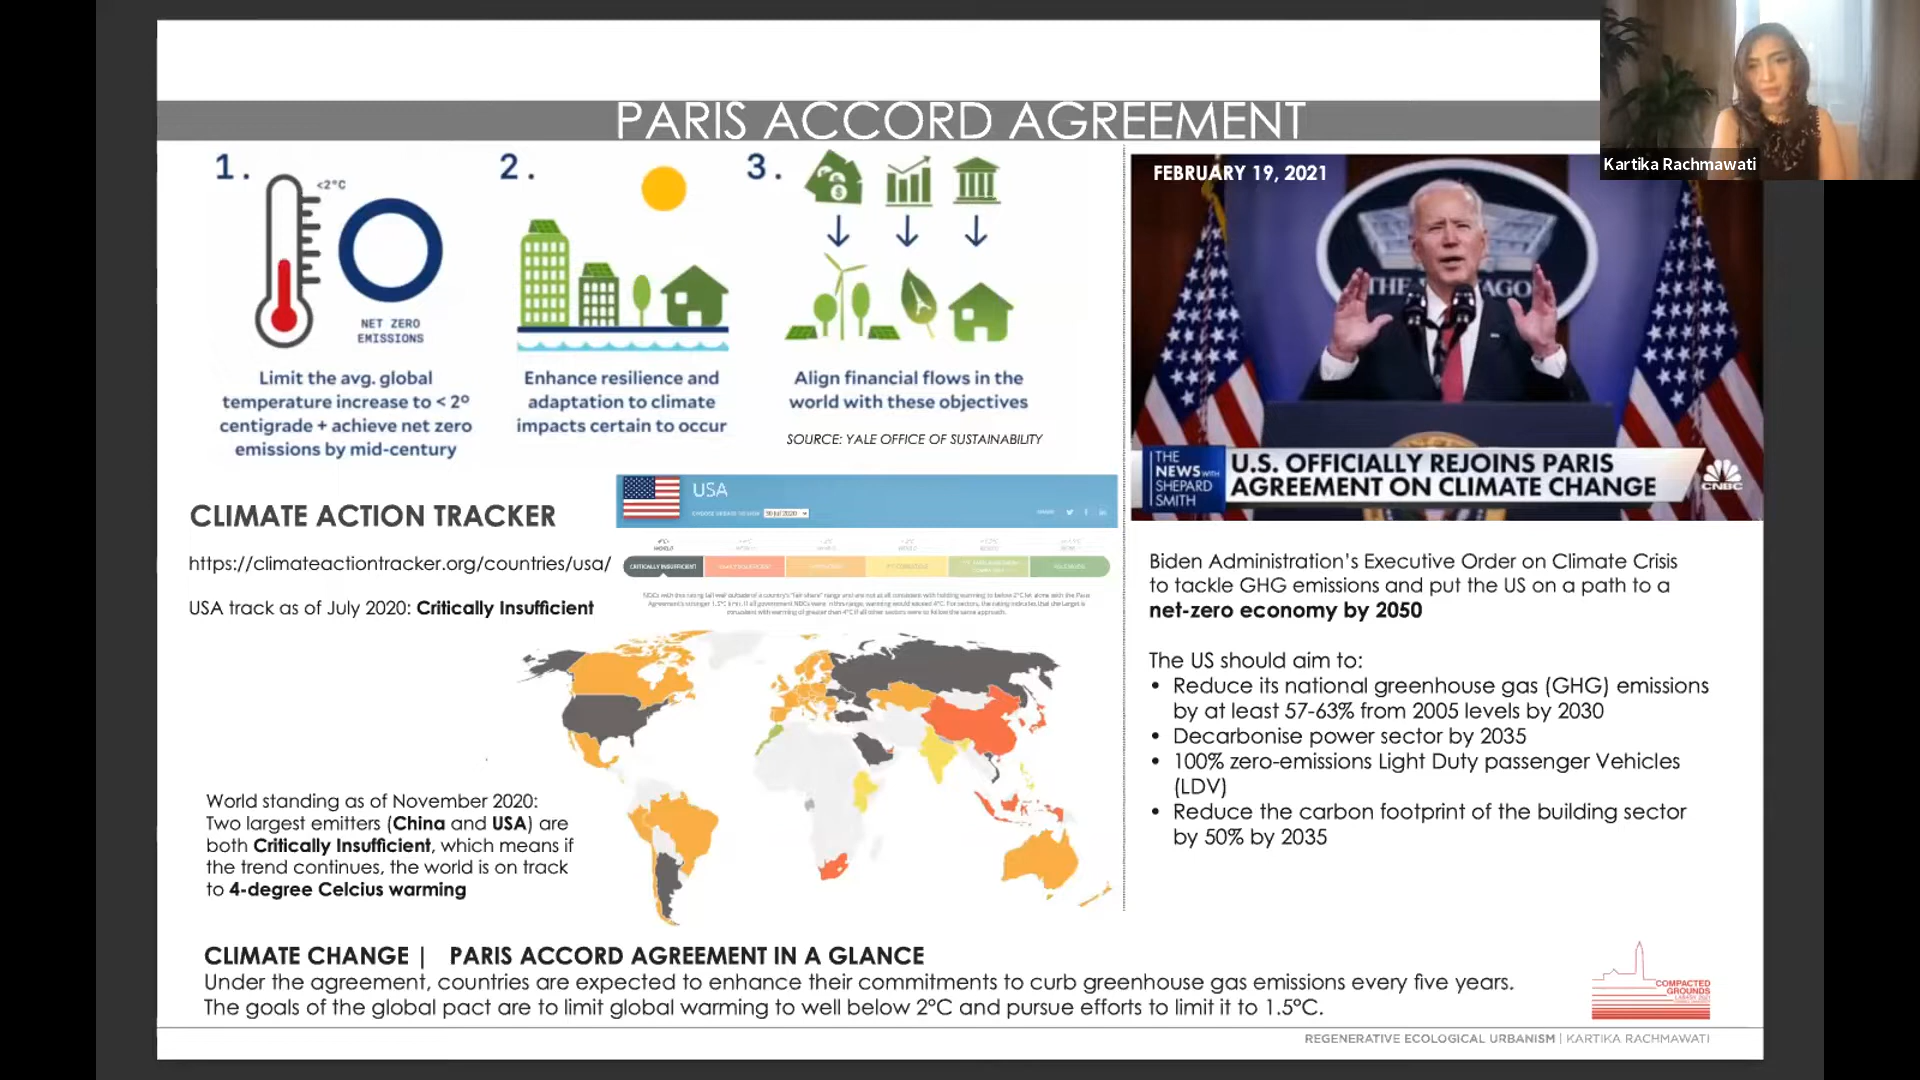 PARIS ACCORD AGREEMENT
Kartika Rachmawati
1.
<2°C
NET ZERO
EMISSIONS
Limit the avg. global
temperature increase to < 2°
centigrade + achieve net zero
emissions by mid-century
2.
Enhance resilience and
adaptation to climate
impacts certain to occur
3.
Align financial flows in the
world with these objectives
SOURCE: YALE OFFICE OF SUSTAINABILITY
FEBRUARY 19, 2021
THE
AGO
THE
NEWS WITH
SHEPARD
SMITH
U.S. OFFICIALLY REJOINS PARIS
AGREEMENT ON CLIMATE CHANGE
CNBC
CLIMATE ACTION TRACKER
https://climateactiontracker.org/countries/usa/
USA track as of July 2020: Critically Insufficient
USA
30 Jul 2020
WORLD
CRITICALLY INSUFFICIENT
World standing as of November 2020:
Two largest emitters (China and USA) are
both Critically Insufficient, which means if
the trend continues, the world is on track
to 4-degree Celcius warming
Biden Administration's Executive Order on Climate Crisis
to tackle GHG emissions and put the US on a path to a
net-zero economy by 2050
The US should aim to:
• Reduce its national greenhouse gas (GHG) emissions
by at least 57-63% from 2005 levels by 2030
• Decarbonise power sector by 2035
• 100% zero-emissions Light Duty passenger Vehicles
(LDV)
• Reduce the carbon footprint of the building sector
by 50% by 2035
CLIMATE CHANGE | PARIS ACCORD AGREEMENT IN A GLANCE
Under the agreement, countries are expected to enhance their commitments to curb greenhouse gas emissions every five years.
The goals of the global pact are to limit global warming to well below 2°C and pursue efforts to limit it to 1.5°C.
COMPACTED
GROUNDS
REGENERATIVE ECOLOGICAL URBANISM | KARTIKA RACHMAWATI